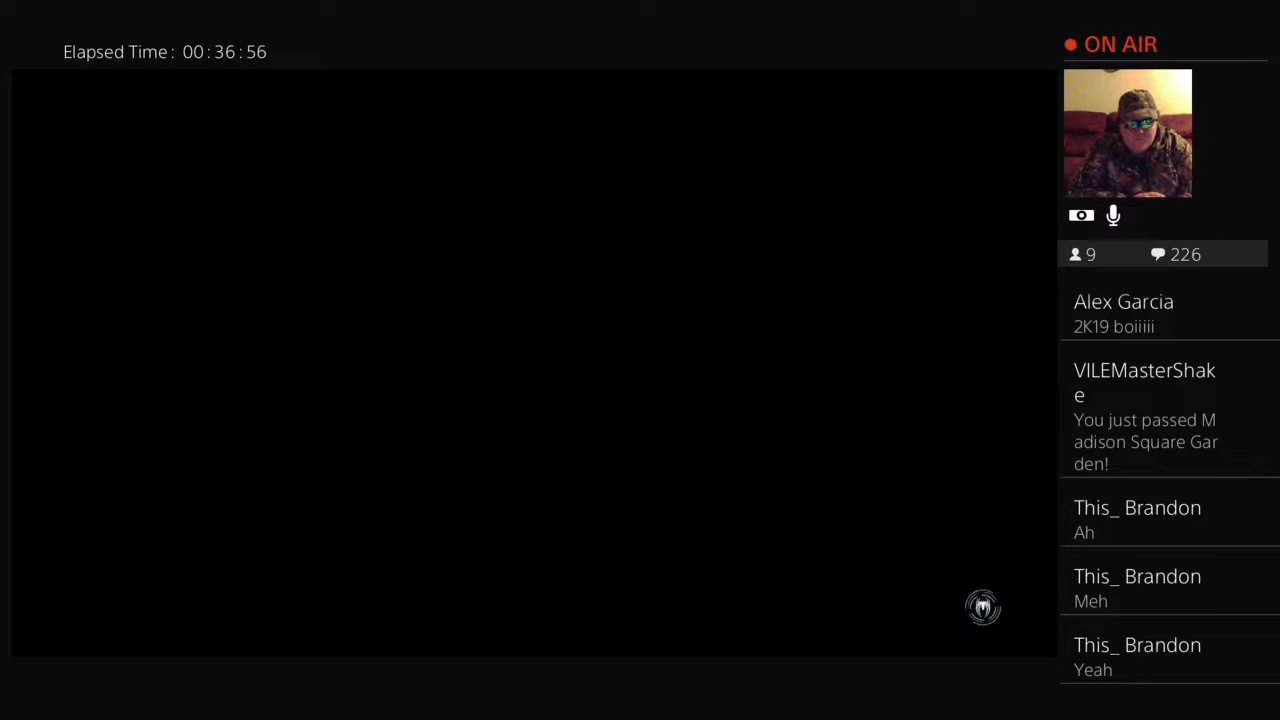 Elapsed Time: 00:36:56
ON AIR
9 226
Alex Garcia
2K19 boiiiii
VILEMasterShak
e
You just passed M
adison Square Gar
den!
This_ Brandon
Ah
This_ Brandon
Meh
This_ Brandon
Yeah